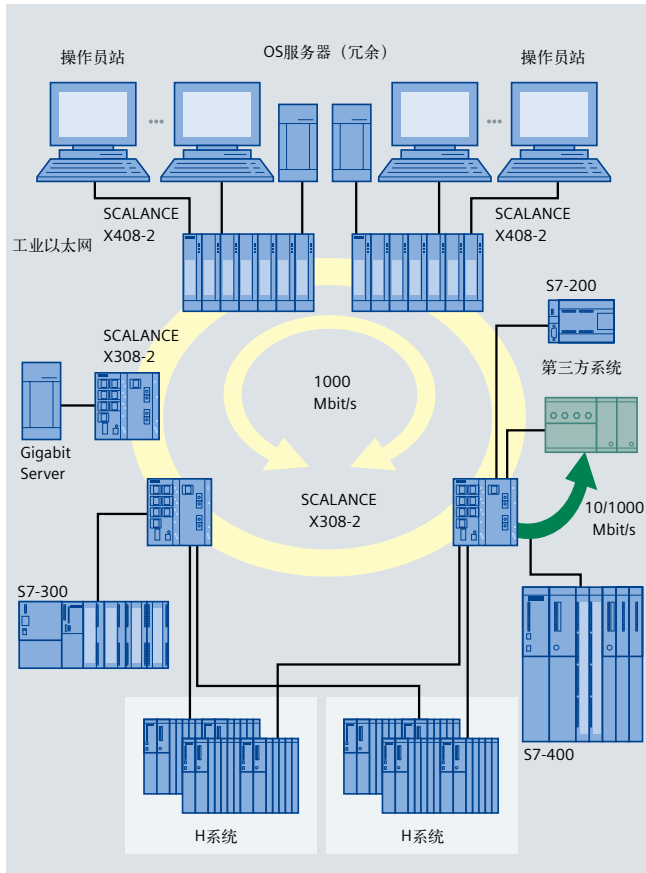 操作员站
OS服务器（冗余）
操作员站
SCALANCE
X408-2
SCALANCE
X408-2
工业以太网
S7-200
SCALANCE
X308-2
第三方系统
1000
Mbit/s
Gigabit
Server
SCALANCE
X308-2
10/1000
Mbit/s
S7-300
S7-400
H系统
H系统